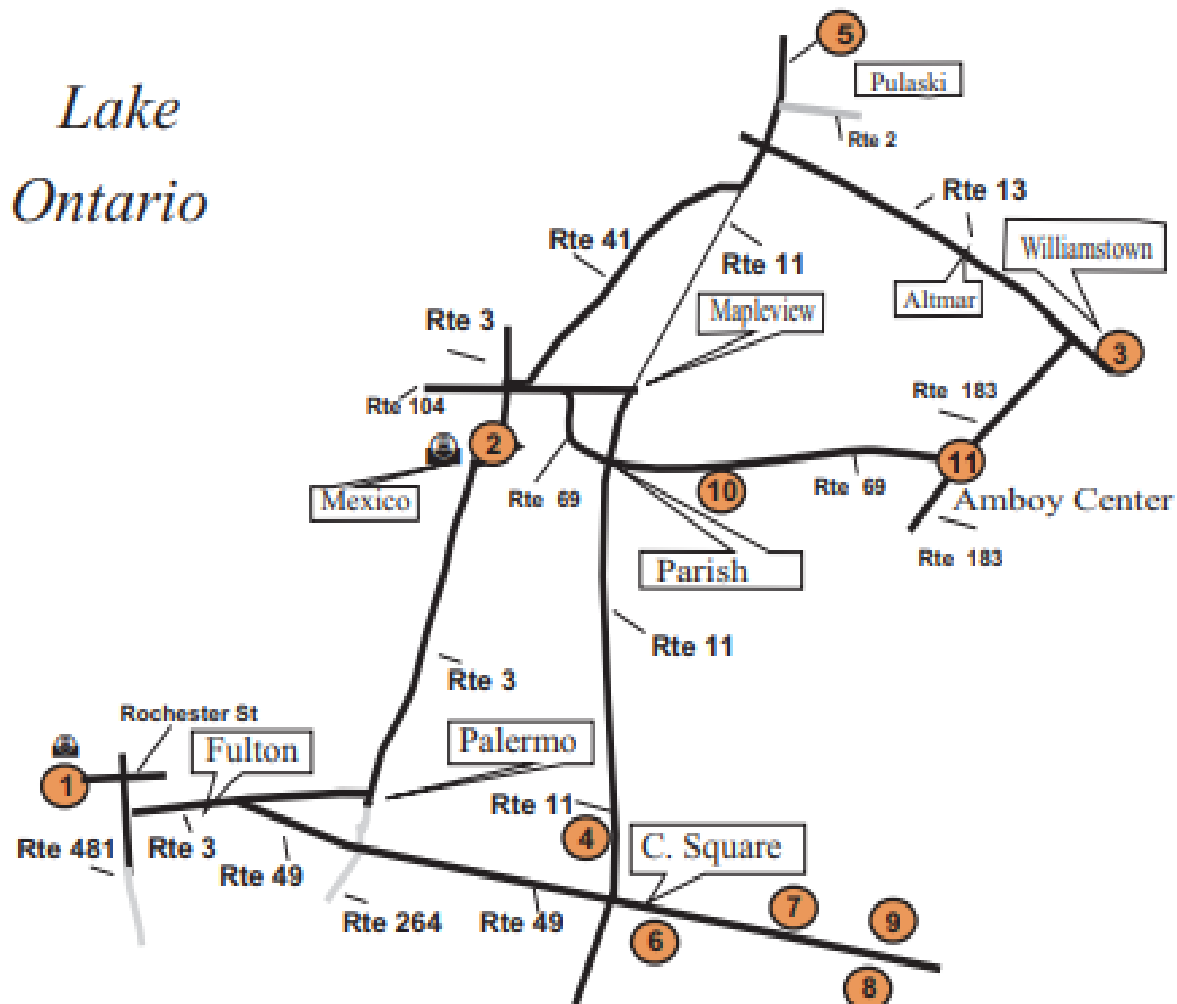 5
Pulaski
Lake
Ontario
Rte 2
Rte 13
Rte 41
Rte 11
Williamstown
Altmar
Mapleview
Rte 3
3
Rte 104
Rte 183
2
Mexico
Rte 69
10
Rte 69
11
Amboy Center
Rte 183
Parish
Rte 11
Rte 3
Rochester St
Fulton
Palermo
1
Rte 11
Rte 481
Rte 3
Rte 49
4
C. Square
Rte 264
Rte 49
6
7
9
8